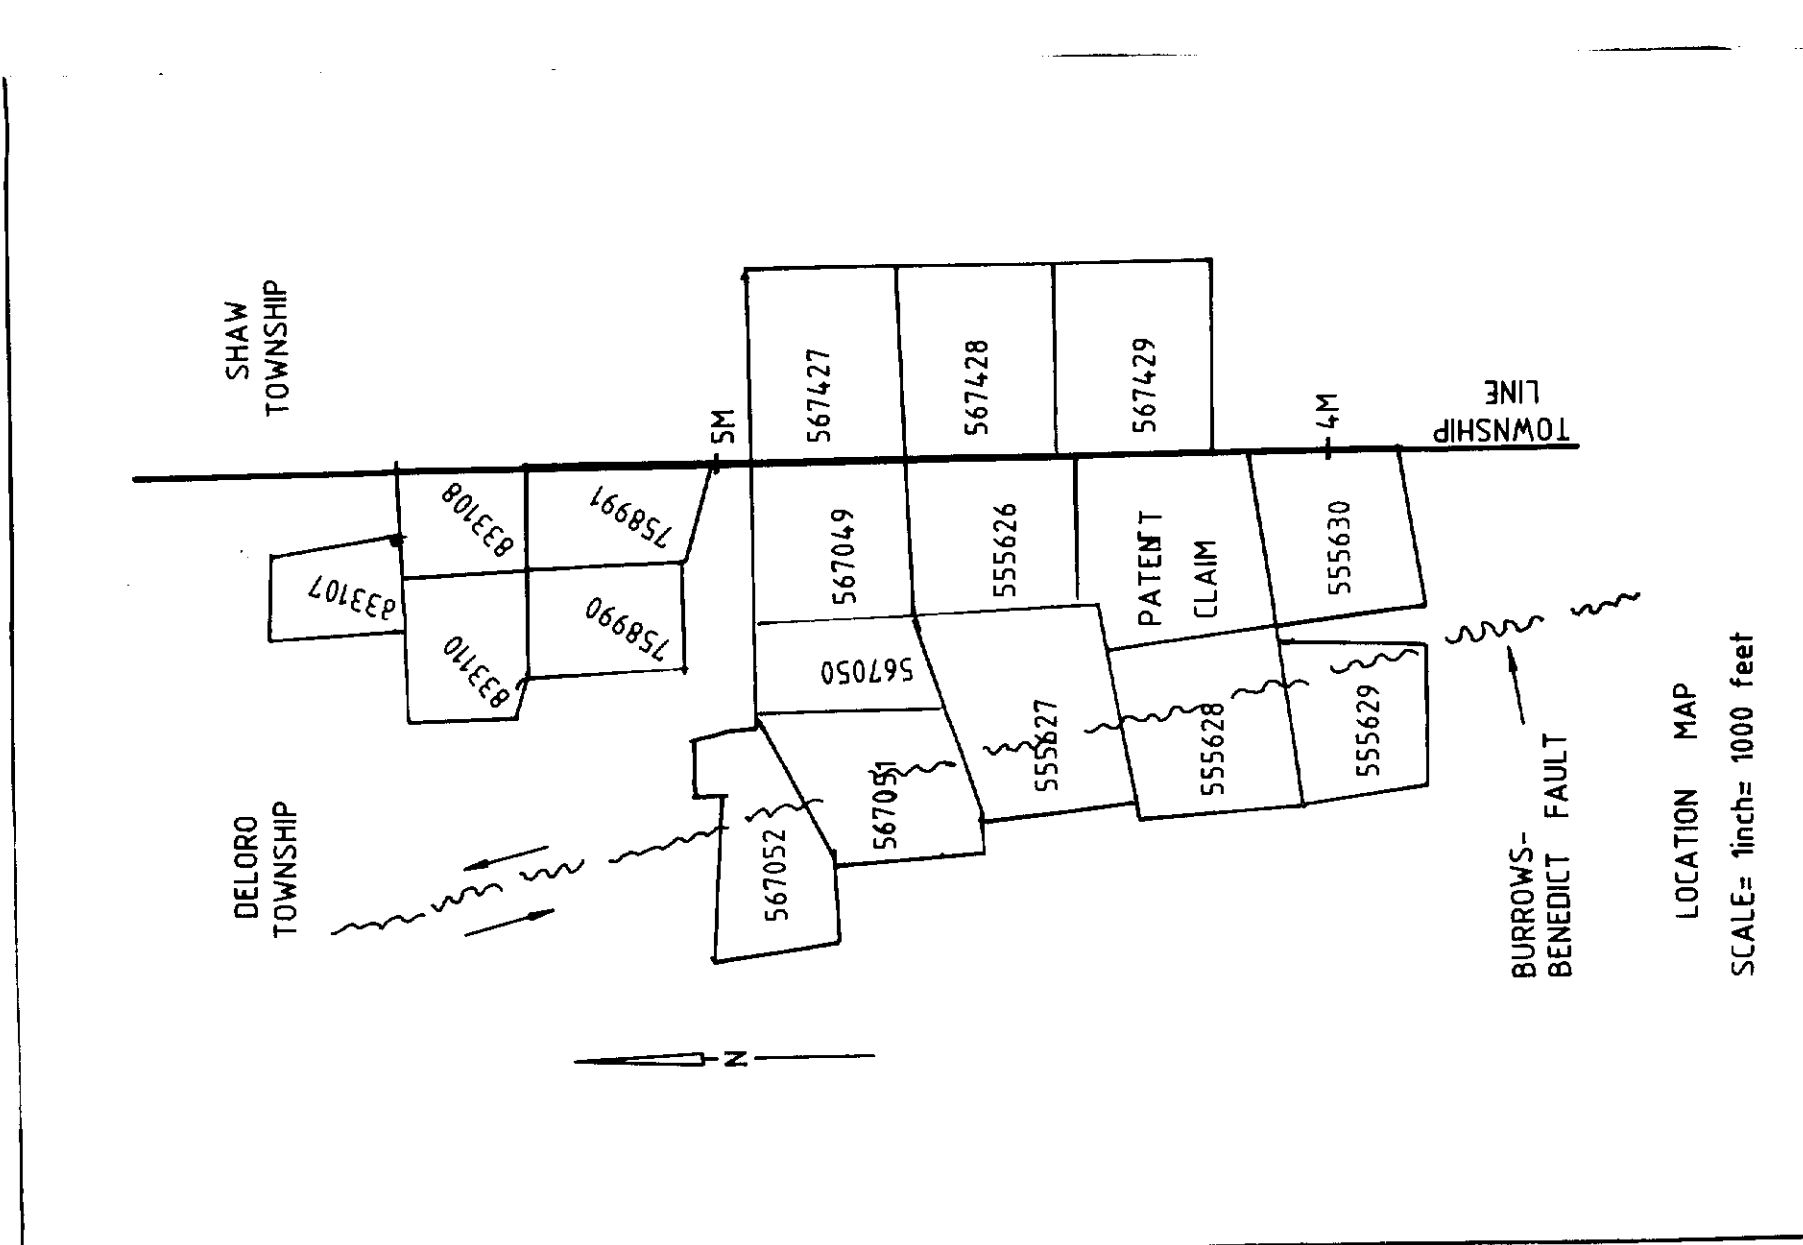 SHAW
TOWNSHIP
DELORO
TOWNSHIP
833107
833108
833110
758991
758990
5M
567427
567428
567429
567049
555626
PATENT
CLAIM
555630
567050
567051
567052
555627
555628
555629
4M
TOWNSHIP
LINE
BURROWS-
BENEDICT FAULT
N
LOCATION MAP
SCALE= 1inch= 1000 feet